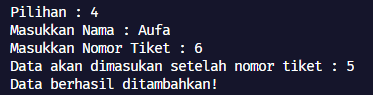 Pilihan : 4
Masukkan Nama : Aufa
Masukkan Nomor Tiket : 6
Data akan dimasukan setelah nomor tiket : 5
Data berhasil ditambahkan!